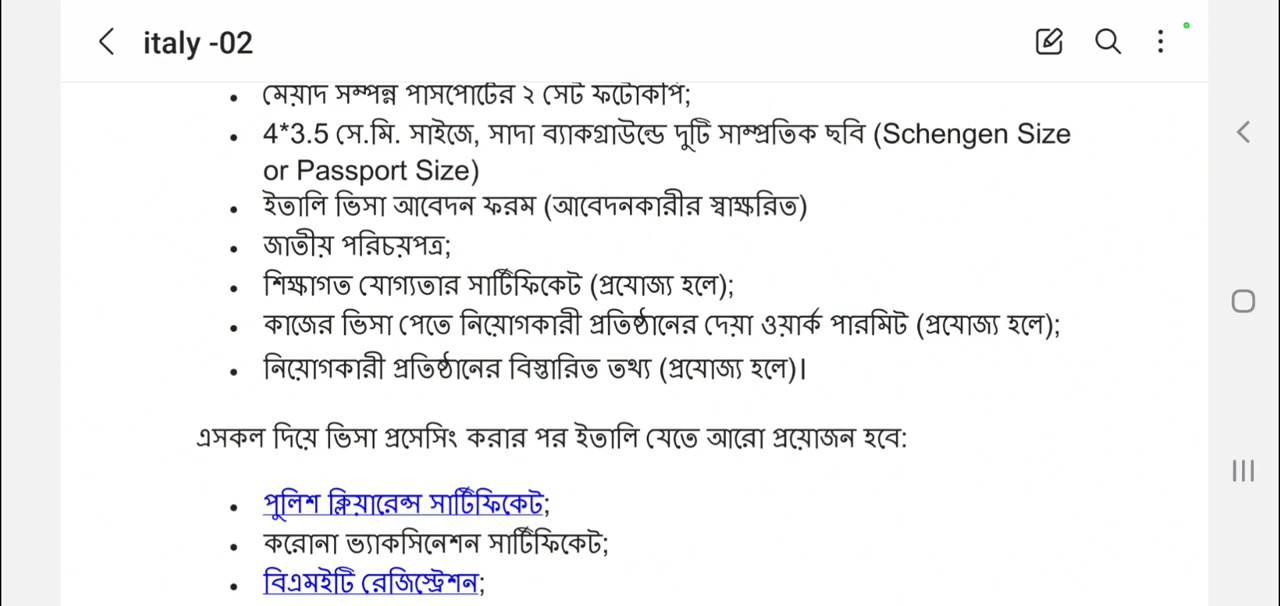 italy -02
মেয়াদ সম্পন্ন পাসপোর্টের ২ সেট ফটোকপি;
4*3.5 সে.মি. সাইজে, সাদা ব্যাকগ্রাউন্ডে দুটি সাম্প্রতিক ছবি (Schengen Size
or Passport Size)
ইতালি ভিসা আবেদন ফরম (আবেদনকারীর স্বাক্ষরিত)
জাতীয় পরিচয়পত্র;
শিক্ষাগত যোগ্যতার সার্টিফিকেট (প্রযোজ্য হলে);
কাজের ভিসা পেতে নিয়োগকারী প্রতিষ্ঠানের দেয়া ওয়ার্ক পারমিট (প্রযোজ্য হলে);
নিয়োগকারী প্রতিষ্ঠানের বিস্তারিত তথ্য (প্রযোজ্য হলে)।
এসকল দিয়ে ভিসা প্রসেসিং করার পর ইতালি যেতে আরো প্রয়োজন হবে:
পুলিশ ক্লিয়ারেন্স সার্টিফিকেট;
করোনা ভ্যাকসিনেশন সার্টিফিকেট;
বিএমইটি রেজিস্ট্রেশন;